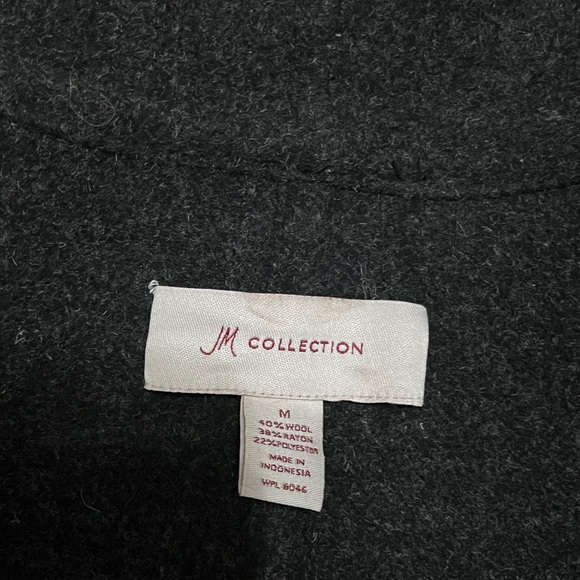 JM COLLECTION
M
40% WOOL
38% RAYON
22% POLYESTER
MADE IN
INDONESIA
WPL 8046